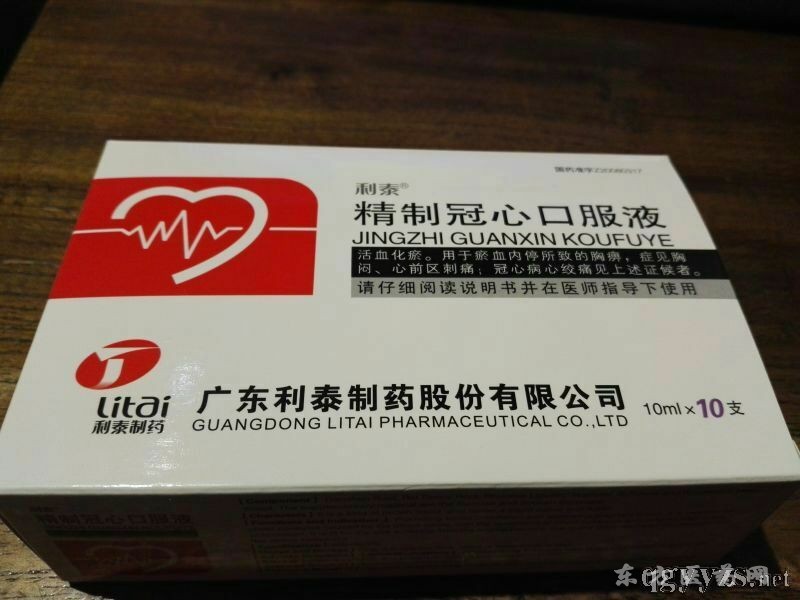 国药准字Z20080517
利泰®
精制冠心口服液
JINGZHI GUANXIN KOUFUYE
活血化瘀。用于瘀血内停所致的胸痹，症见胸
闷、心前区刺痛；冠心病心绞痛见上述证候者。
请仔细阅读说明书并在医师指导下使用
Litai
利泰制药
广东利泰制药股份有限公司
GUANGDONG LITAI PHARMACEUTICAL CO.,LTD
10ml×10支
利泰
精制冠心口服液
qgyyzs.net